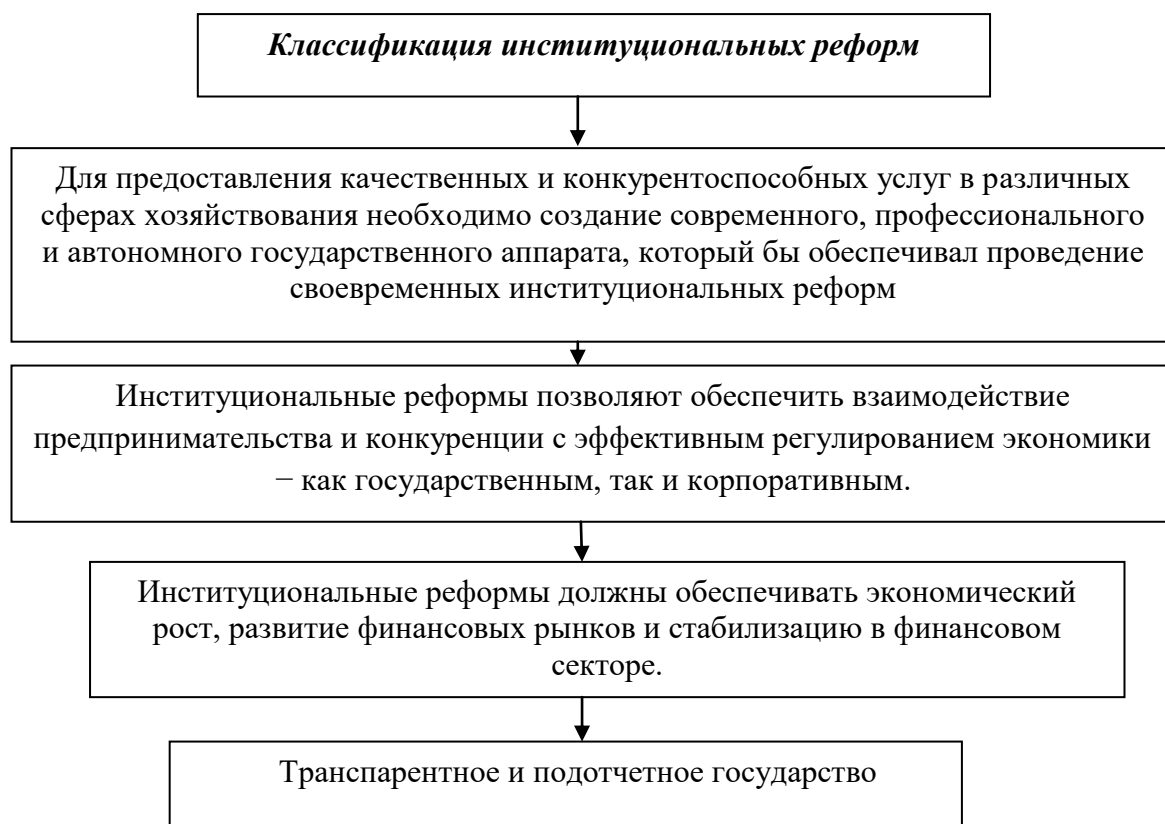 Классификация институциональных реформ
Для предоставления качественных и конкурентоспособных услуг в различных
сферах хозяйствования необходимо создание современного, профессионального
и автономного государственного аппарата, который бы обеспечивал проведение
своевременных институциональных реформ
Институциональные реформы позволяют обеспечить взаимодействие
предпринимательства и конкуренции с эффективным регулированием экономики
− как государственным, так и корпоративным.
Институциональные реформы должны обеспечивать экономический
рост, развитие финансовых рынков и стабилизацию в финансовом
секторе.
Транспарентное и подотчетное государство